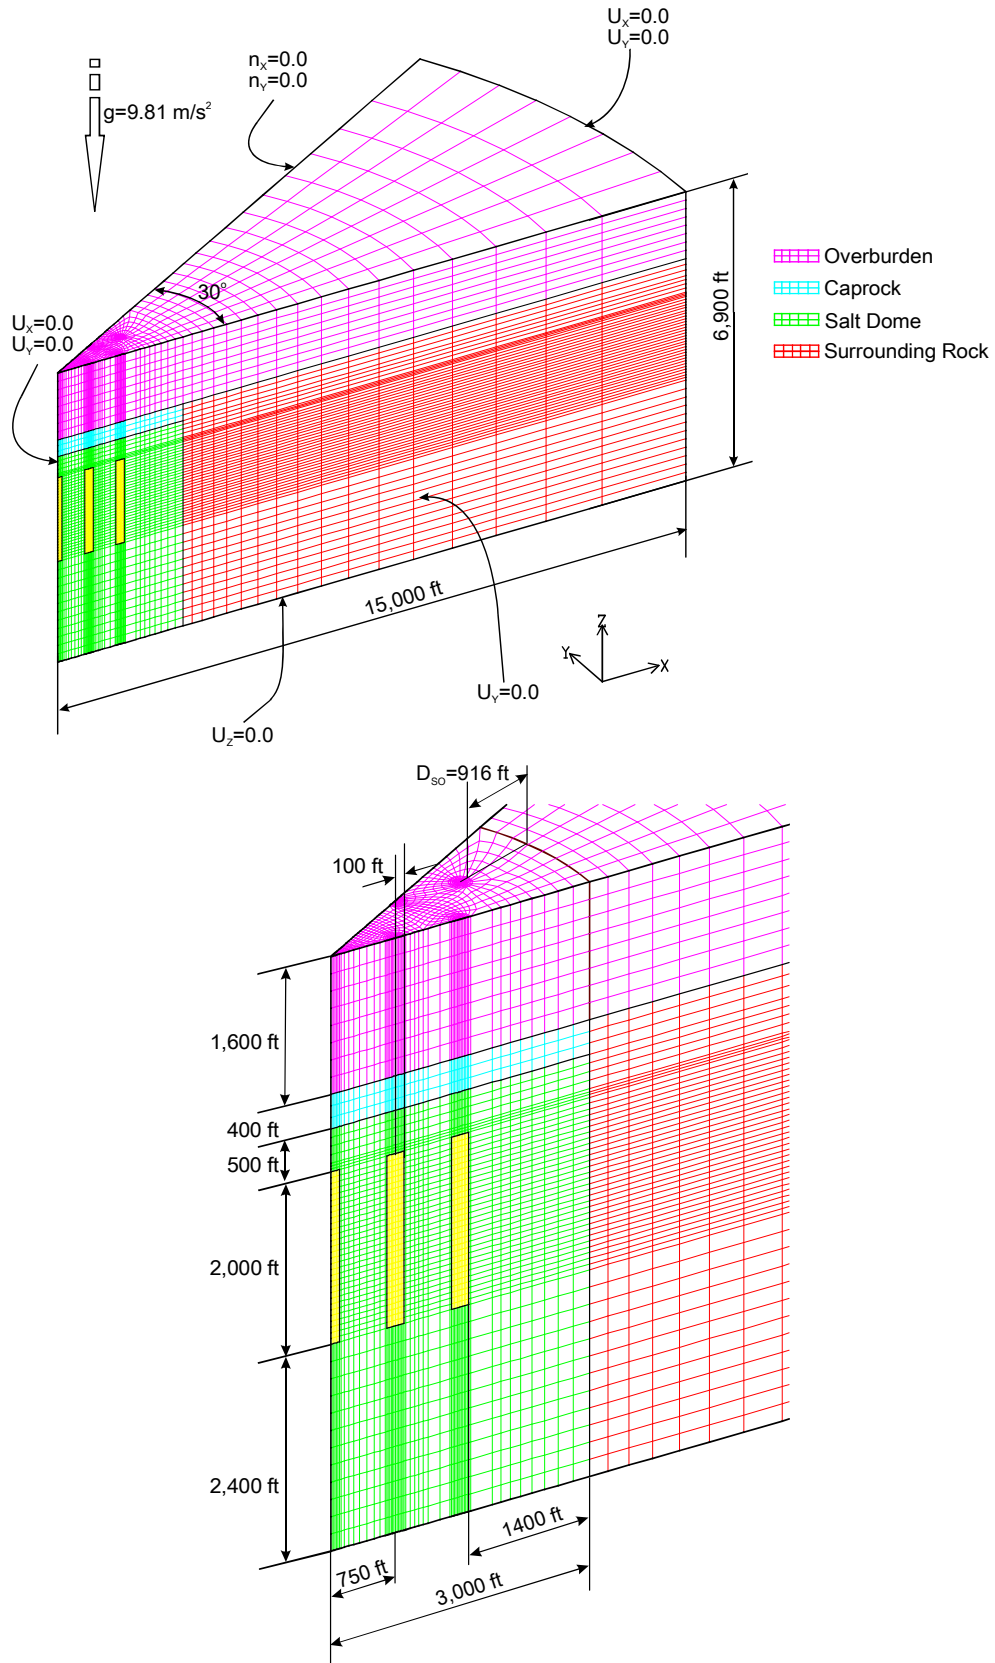 Uₓ=0.0
Uᵧ=0.0
nₓ=0.0
nᵧ=0.0
g=9.81 m/s²
Overburden
Caprock
Salt Dome
Surrounding Rock
6,900 ft
30°
Uₓ=0.0
Uᵧ=0.0
15,000 ft
Z
Y
X
Uᵧ=0.0
U_Z=0.0
D_SO=916 ft
100 ft
1,600 ft
400 ft
500 ft
2,000 ft
2,400 ft
1400 ft
750 ft
3,000 ft